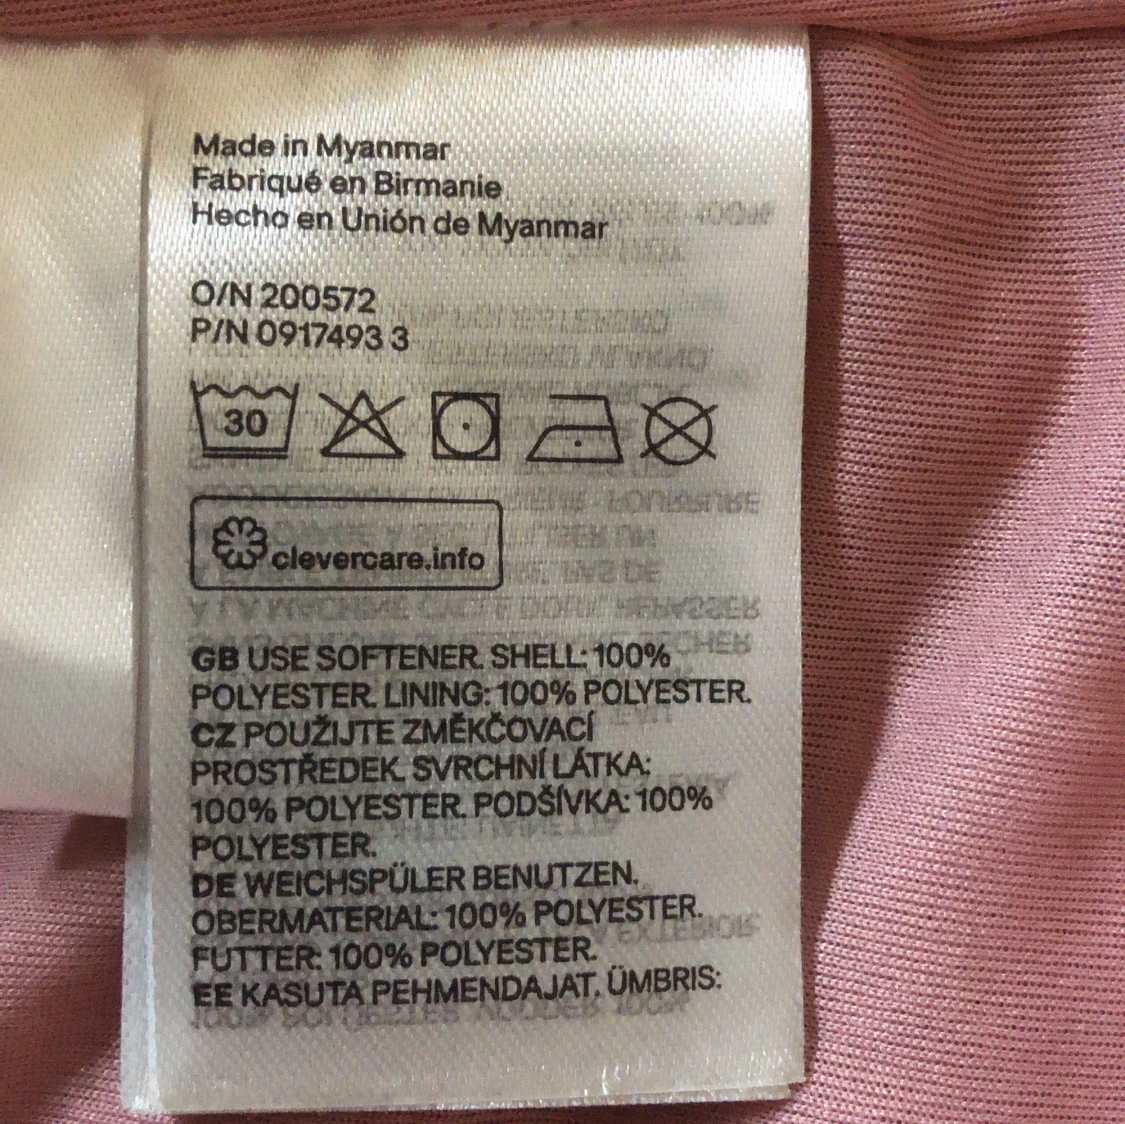 Made in Myanmar
Fabriqué en Birmanie
Hecho en Unión de Myanmar
O/N 200572
P/N 0917493 3
30
clevercare.info
GB USE SOFTENER. SHELL: 100%
POLYESTER. LINING: 100% POLYESTER.
CZ POUŽIJTE ZMĚKČOVACÍ
PROSTŘEDEK. SVRCHNÍ LÁTKA:
100% POLYESTER. PODŠÍVKA: 100%
POLYESTER.
DE WEICHSPÜLER BENUTZEN.
OBERMATERIAL: 100% POLYESTER.
FUTTER: 100% POLYESTER.
EE KASUTA PEHMENDAJAT. ÜMBRIS: